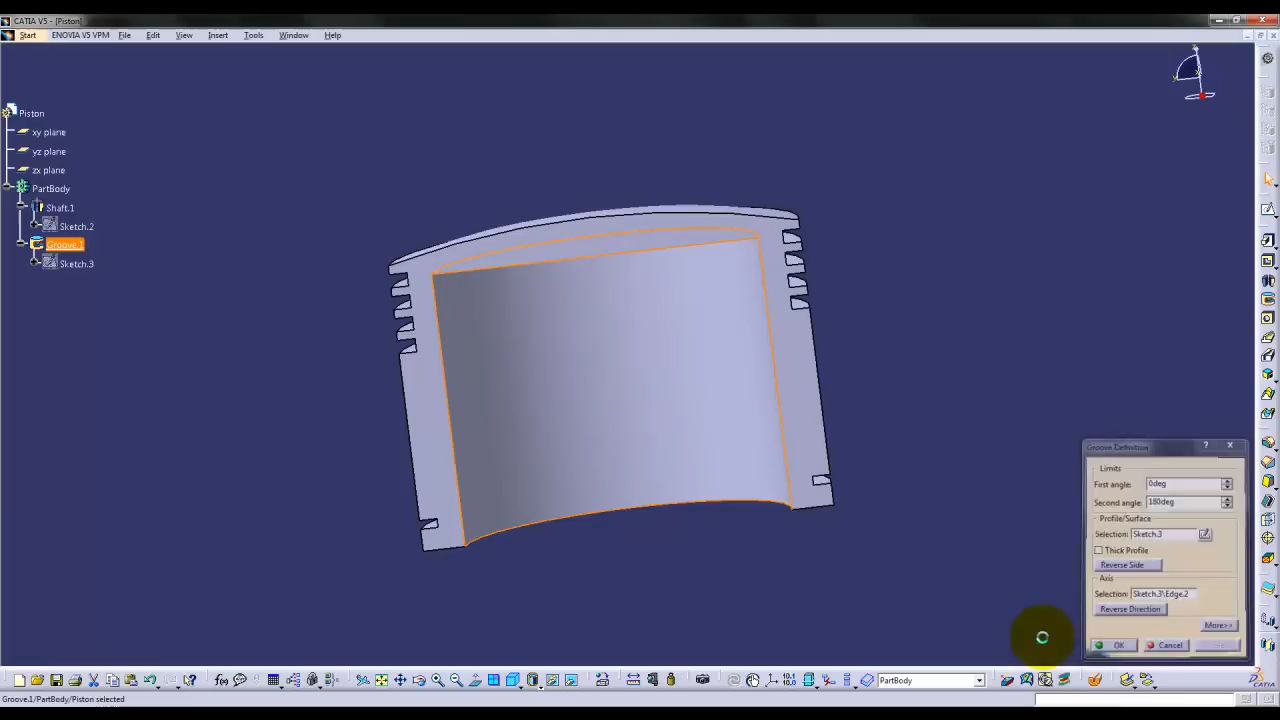 CATIA V5 - [Piston]
Start ENOVIA V5 VPM File Edit View Insert Tools Window Help
Piston
xy plane
yz plane
zx plane
PartBody
Shaft.1
Sketch.2
Groove.1
Sketch.3
Groove Definition
Limits
First angle: 0deg
Second angle: 180deg
Profile/Surface
Selection: Sketch.3
Thick Profile
Reverse Side
Axis
Selection: Sketch.3\Edge.2
Reverse Direction
More>>
OK Cancel
PartBody
Groove.1/PartBody/Piston selected
CATIA